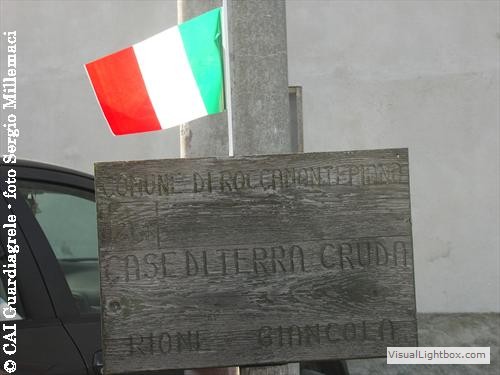 COMUNE DI ROCCAMONTEPIANO
CASE DI TERRA CRUDA
RIONE GIANCOLA
© CAI Guardiagrele • foto Sergio Millemaci
VisualLightbox.com